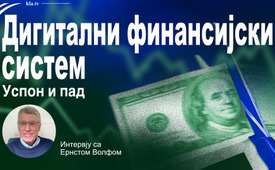 kla.tv
Дигитални финансијски
систем
Успон и пад
Интервју са
Ернстом Волфом